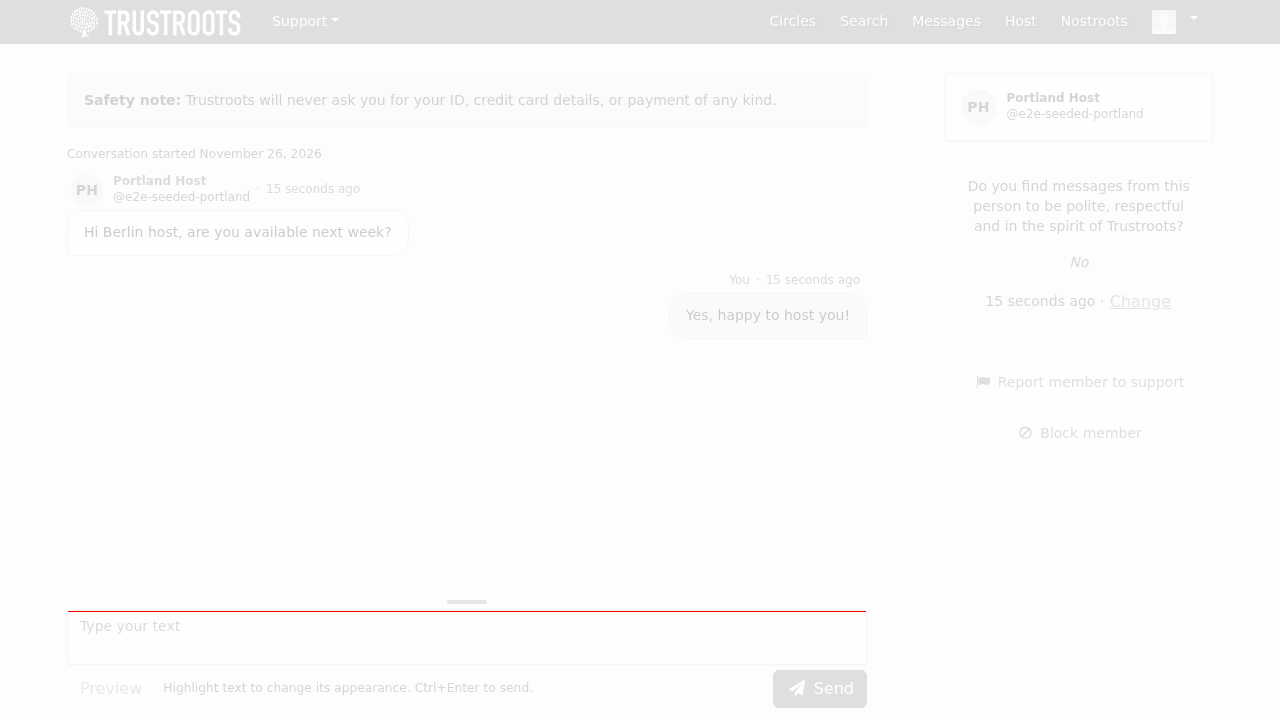 TRUSTROOTS
Support
Circles
Search
Messages
Host
Nostroots
Safety note: Trustroots will never ask you for your ID, credit card details, or payment of any kind.
Conversation started November 26, 2026
PH
Portland Host
@e2e-seeded-portland
· 15 seconds ago
Hi Berlin host, are you available next week?
You · 15 seconds ago
Yes, happy to host you!
Type your text
Preview
Highlight text to change its appearance. Ctrl+Enter to send.
Send
PH
Portland Host
@e2e-seeded-portland
Do you find messages from this
person to be polite, respectful
and in the spirit of Trustroots?
No
15 seconds ago · Change
Report member to support
Block member